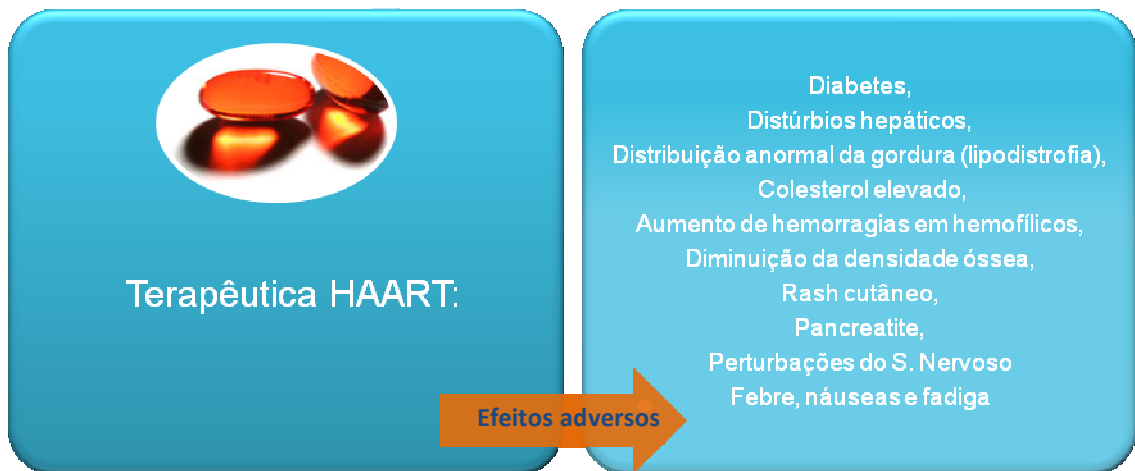 Terapêutica HAART:
Efeitos adversos
Diabetes,
Distúrbios hepáticos,
Distribuição anormal da gordura (lipodistrofia),
Colesterol elevado,
Aumento de hemorragias em hemofílicos,
Diminuição da densidade óssea,
Rash cutâneo,
Pancreatite,
Perturbações do S. Nervoso
Febre, náuseas e fadiga